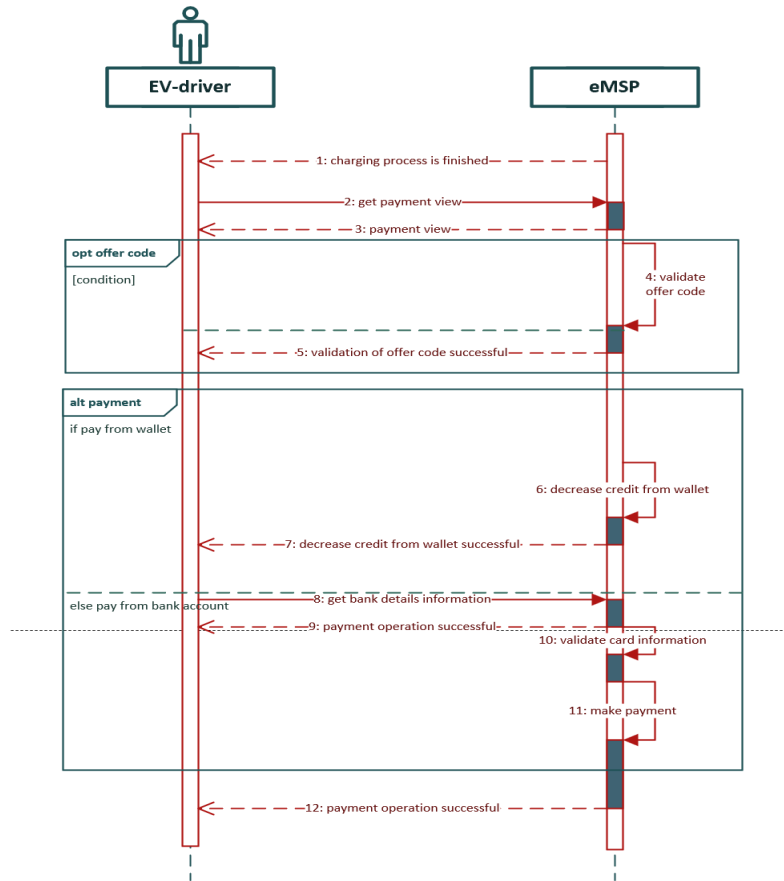 EV-driver
eMSP
1: charging process is finished
2: get payment view
3: payment view
opt offer code
[condition]
4: validate
offer code
5: validation of offer code successful
alt payment
if pay from wallet
6: decrease credit from wallet
7: decrease credit from wallet successful
else pay from bank account
8: get bank details information
9: payment operation successful
10: validate card information
11: make payment
12: payment operation successful